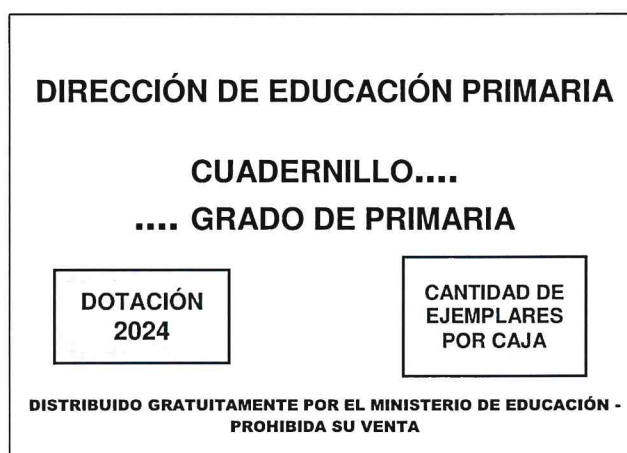 DIRECCIÓN DE EDUCACIÓN PRIMARIA
CUADERNILLO....
.... GRADO DE PRIMARIA
DOTACIÓN
2024
CANTIDAD DE
EJEMPLARES
POR CAJA
DISTRIBUIDO GRATUITAMENTE POR EL MINISTERIO DE EDUCACIÓN -
PROHIBIDA SU VENTA